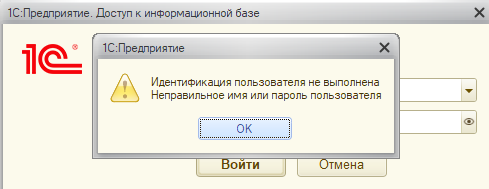 1С:Предприятие. Доступ к информационной базе
1С:Предприятие
1С®
Идентификация пользователя не выполнена
Неправильное имя или пароль пользователя
OK
Войти
Отмена